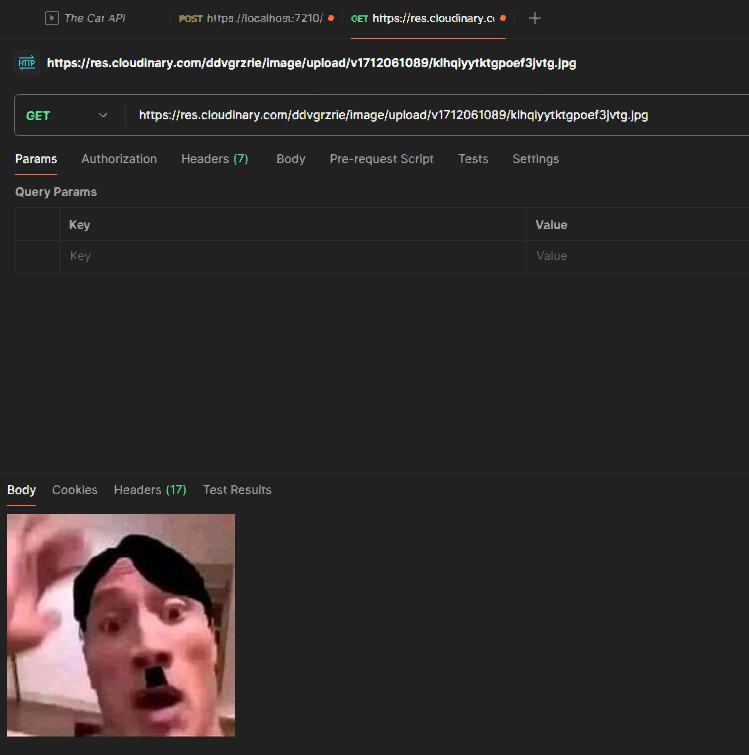 The Car API
POST https://localhost:7210/
GET https://res.cloudinary.co
HTTP
https://res.cloudinary.com/ddvgrzrie/image/upload/v1712061089/klhqiyytktgpoef3jvtg.jpg
GET
https://res.cloudinary.com/ddvgrzrie/image/upload/v1712061089/klhqiyytktgpoef3jvtg.jpg
Params Authorization Headers (7) Body Pre-request Script Tests Settings
Query Params
Key Value
Key Value
Body Cookies Headers (17) Test Results